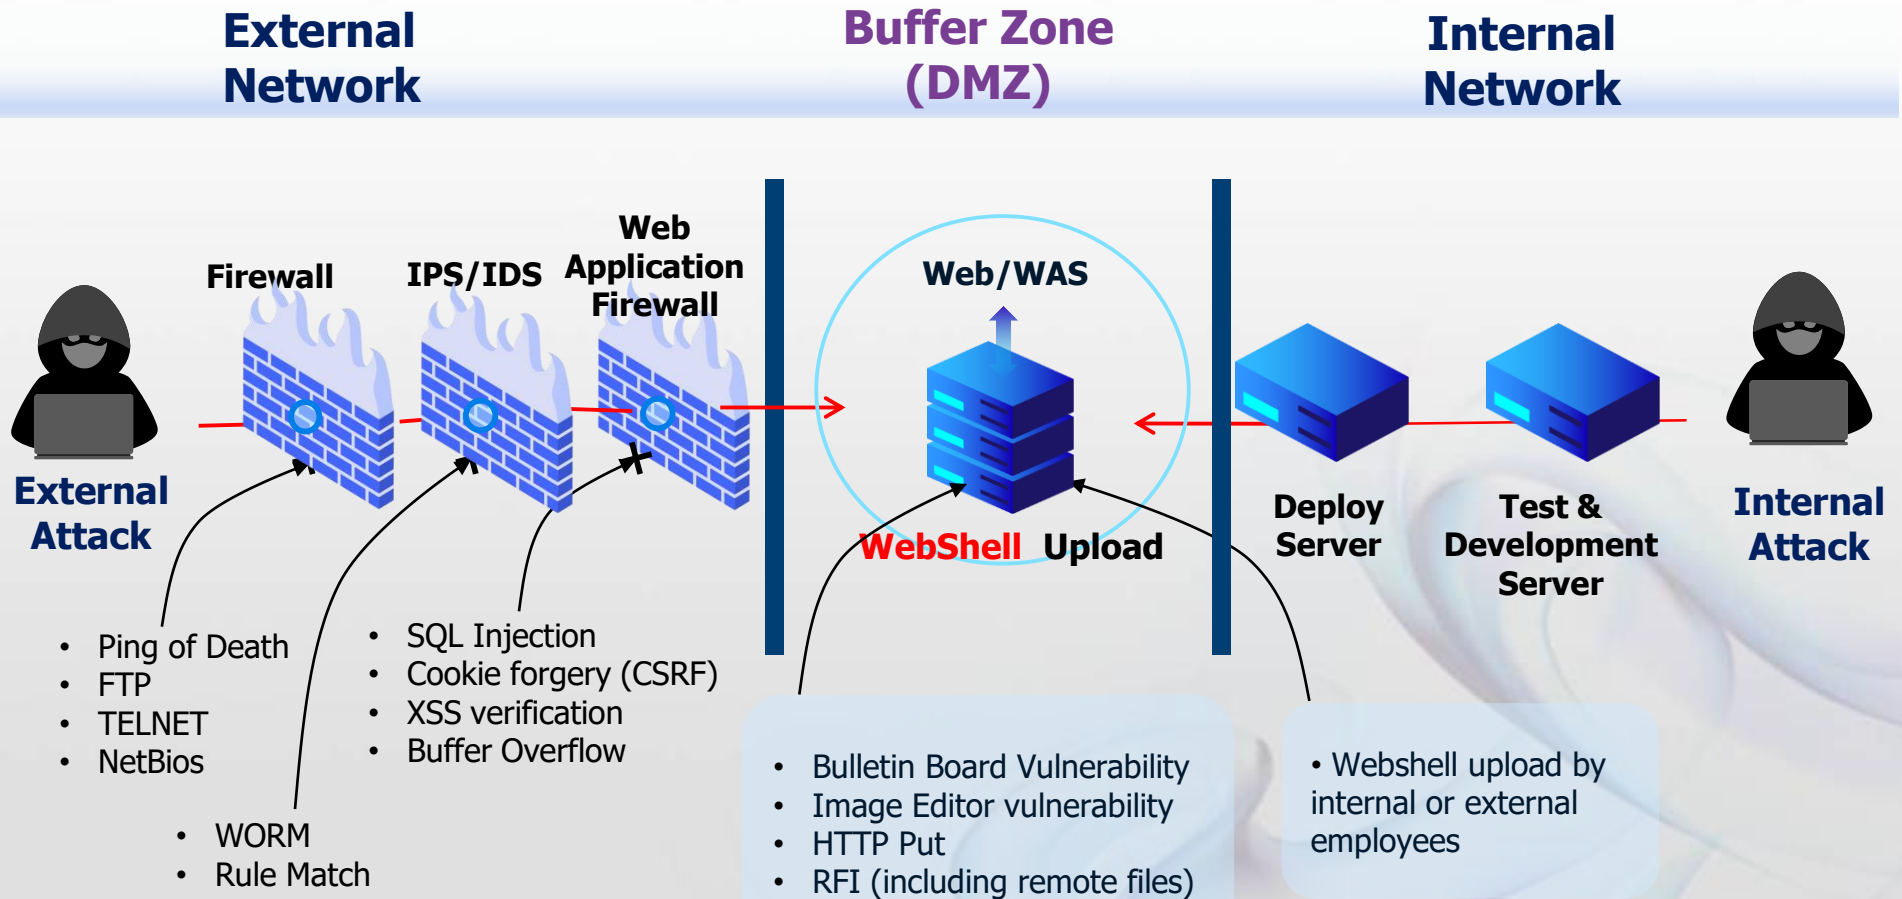 External
Network
Buffer Zone
(DMZ)
Internal
Network
Firewall
IPS/IDS
Web
Application
Firewall
Web/WAS
External
Attack
WebShell Upload
Deploy
Server
Test &
Development
Server
Internal
Attack
• Ping of Death
• FTP
• TELNET
• NetBios
• WORM
• Rule Match
• SQL Injection
• Cookie forgery (CSRF)
• XSS verification
• Buffer Overflow
• Bulletin Board Vulnerability
• Image Editor vulnerability
• HTTP Put
• RFI (including remote files)
• Webshell upload by
internal or external
employees